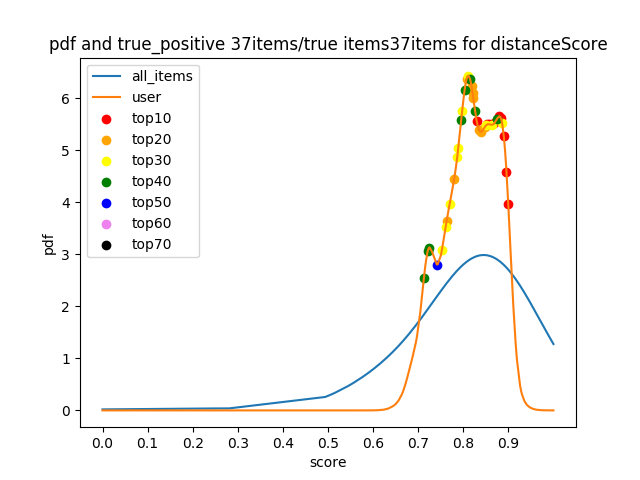 pdf and true_positive 37items/true items37items for distanceScore
all_items
user
top10
top20
top30
top40
top50
top60
top70
pdf
6
5
4
3
2
1
0
0.0 0.1 0.2 0.3 0.4 0.5 0.6 0.7 0.8 0.9
score